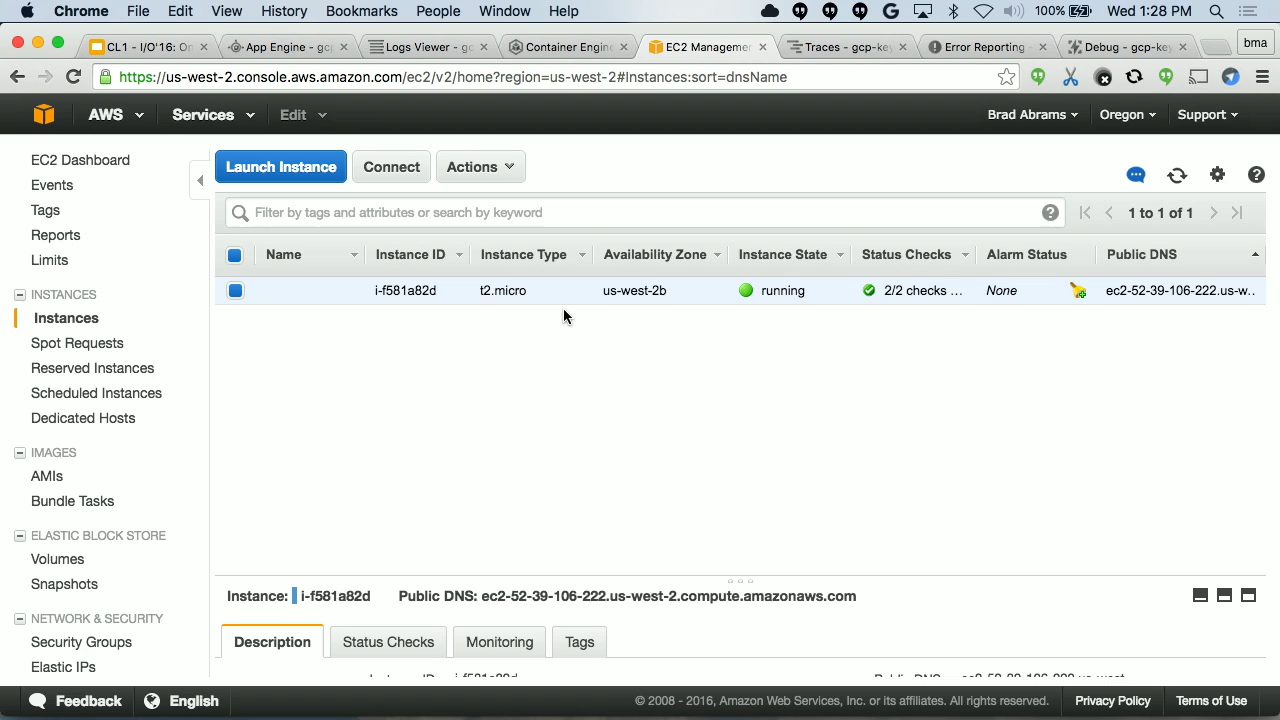 Chrome File Edit View History Bookmarks People Window Help 100% Wed 1:28 PM
CL1 - I/O'16: On App Engine - gcp Logs Viewer - gc Container Engin EC2 Managemen Traces - gcp-key Error Reporting - Debug - gcp-key bma
https://us-west-2.console.aws.amazon.com/ec2/v2/home?region=us-west-2#Instances:sort=dnsName
AWS Services Edit Brad Abrams Oregon Support
EC2 Dashboard
Events
Tags
Reports
Limits
INSTANCES
Instances
Spot Requests
Reserved Instances
Scheduled Instances
Dedicated Hosts
IMAGES
AMIs
Bundle Tasks
ELASTIC BLOCK STORE
Volumes
Snapshots
NETWORK & SECURITY
Security Groups
Elastic IPs
Launch Instance Connect Actions
Filter by tags and attributes or search by keyword 1 to 1 of 1
Name Instance ID Instance Type Availability Zone Instance State Status Checks Alarm Status Public DNS
i-f581a82d t2.micro us-west-2b running 2/2 checks ... None ec2-52-39-106-222.us-w...
Instance: i-f581a82d Public DNS: ec2-52-39-106-222.us-west-2.compute.amazonaws.com
Description Status Checks Monitoring Tags
Feedback English © 2008 - 2016, Amazon Web Services, Inc. or its affiliates. All rights reserved. Privacy Policy Terms of Use